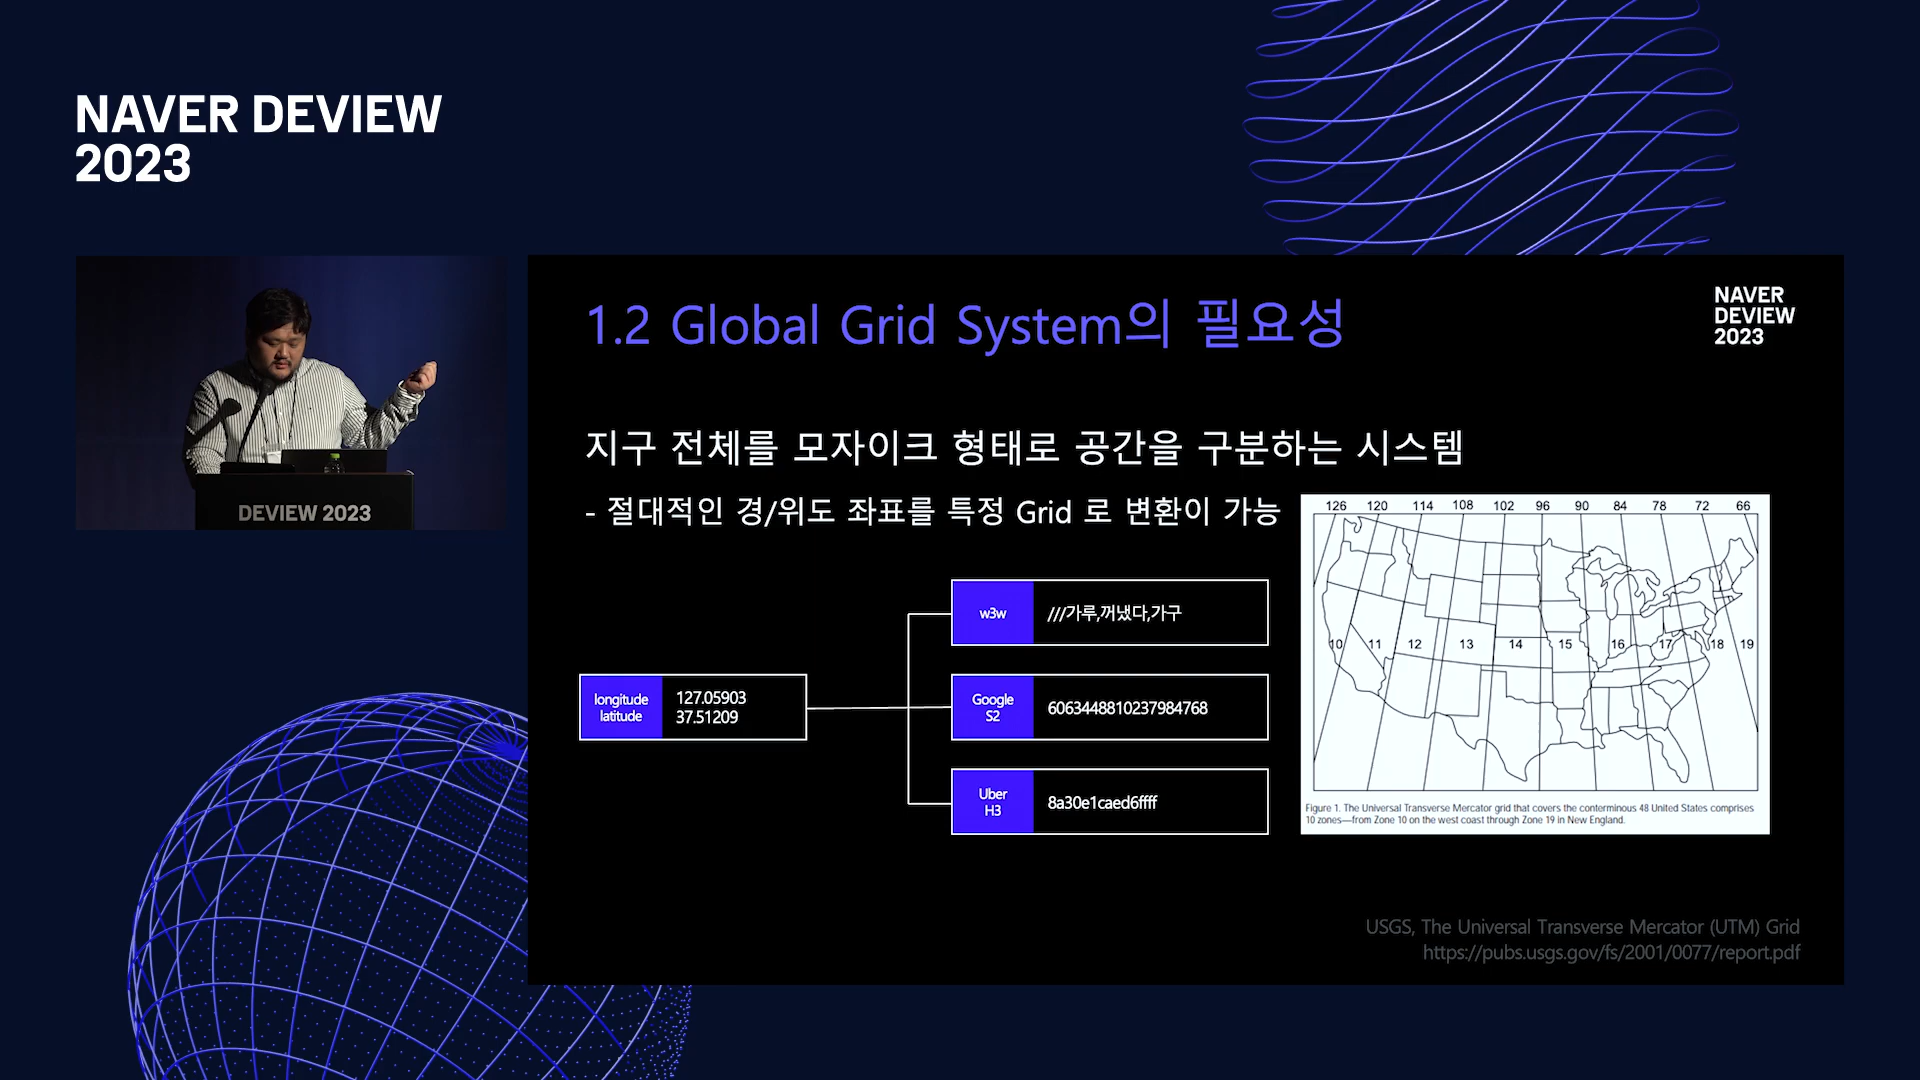 NAVER DEVIEW
2023
DEVIEW 2023
1.2 Global Grid System의 필요성
NAVER
DEVIEW
2023
지구 전체를 모자이크 형태로 공간을 구분하는 시스템
- 절대적인 경/위도 좌표를 특정 Grid 로 변환이 가능
longitude
latitude
127.05903
37.51209
w3w
///가루,꺼냈다,가구
Google
S2
6063448810237984768
Uber
H3
8a30e1caed6ffff
126 120 114 108 102 96 90 84 78 72 66
10 11 12 13 14 15 16 17 18 19
Figure 1. The Universal Transverse Mercator grid that covers the conterminous 48 United States comprises
10 zones—from Zone 10 on the west coast through Zone 19 in New England.
USGS, The Universal Transverse Mercator (UTM) Grid
https://pubs.usgs.gov/fs/2001/0077/report.pdf